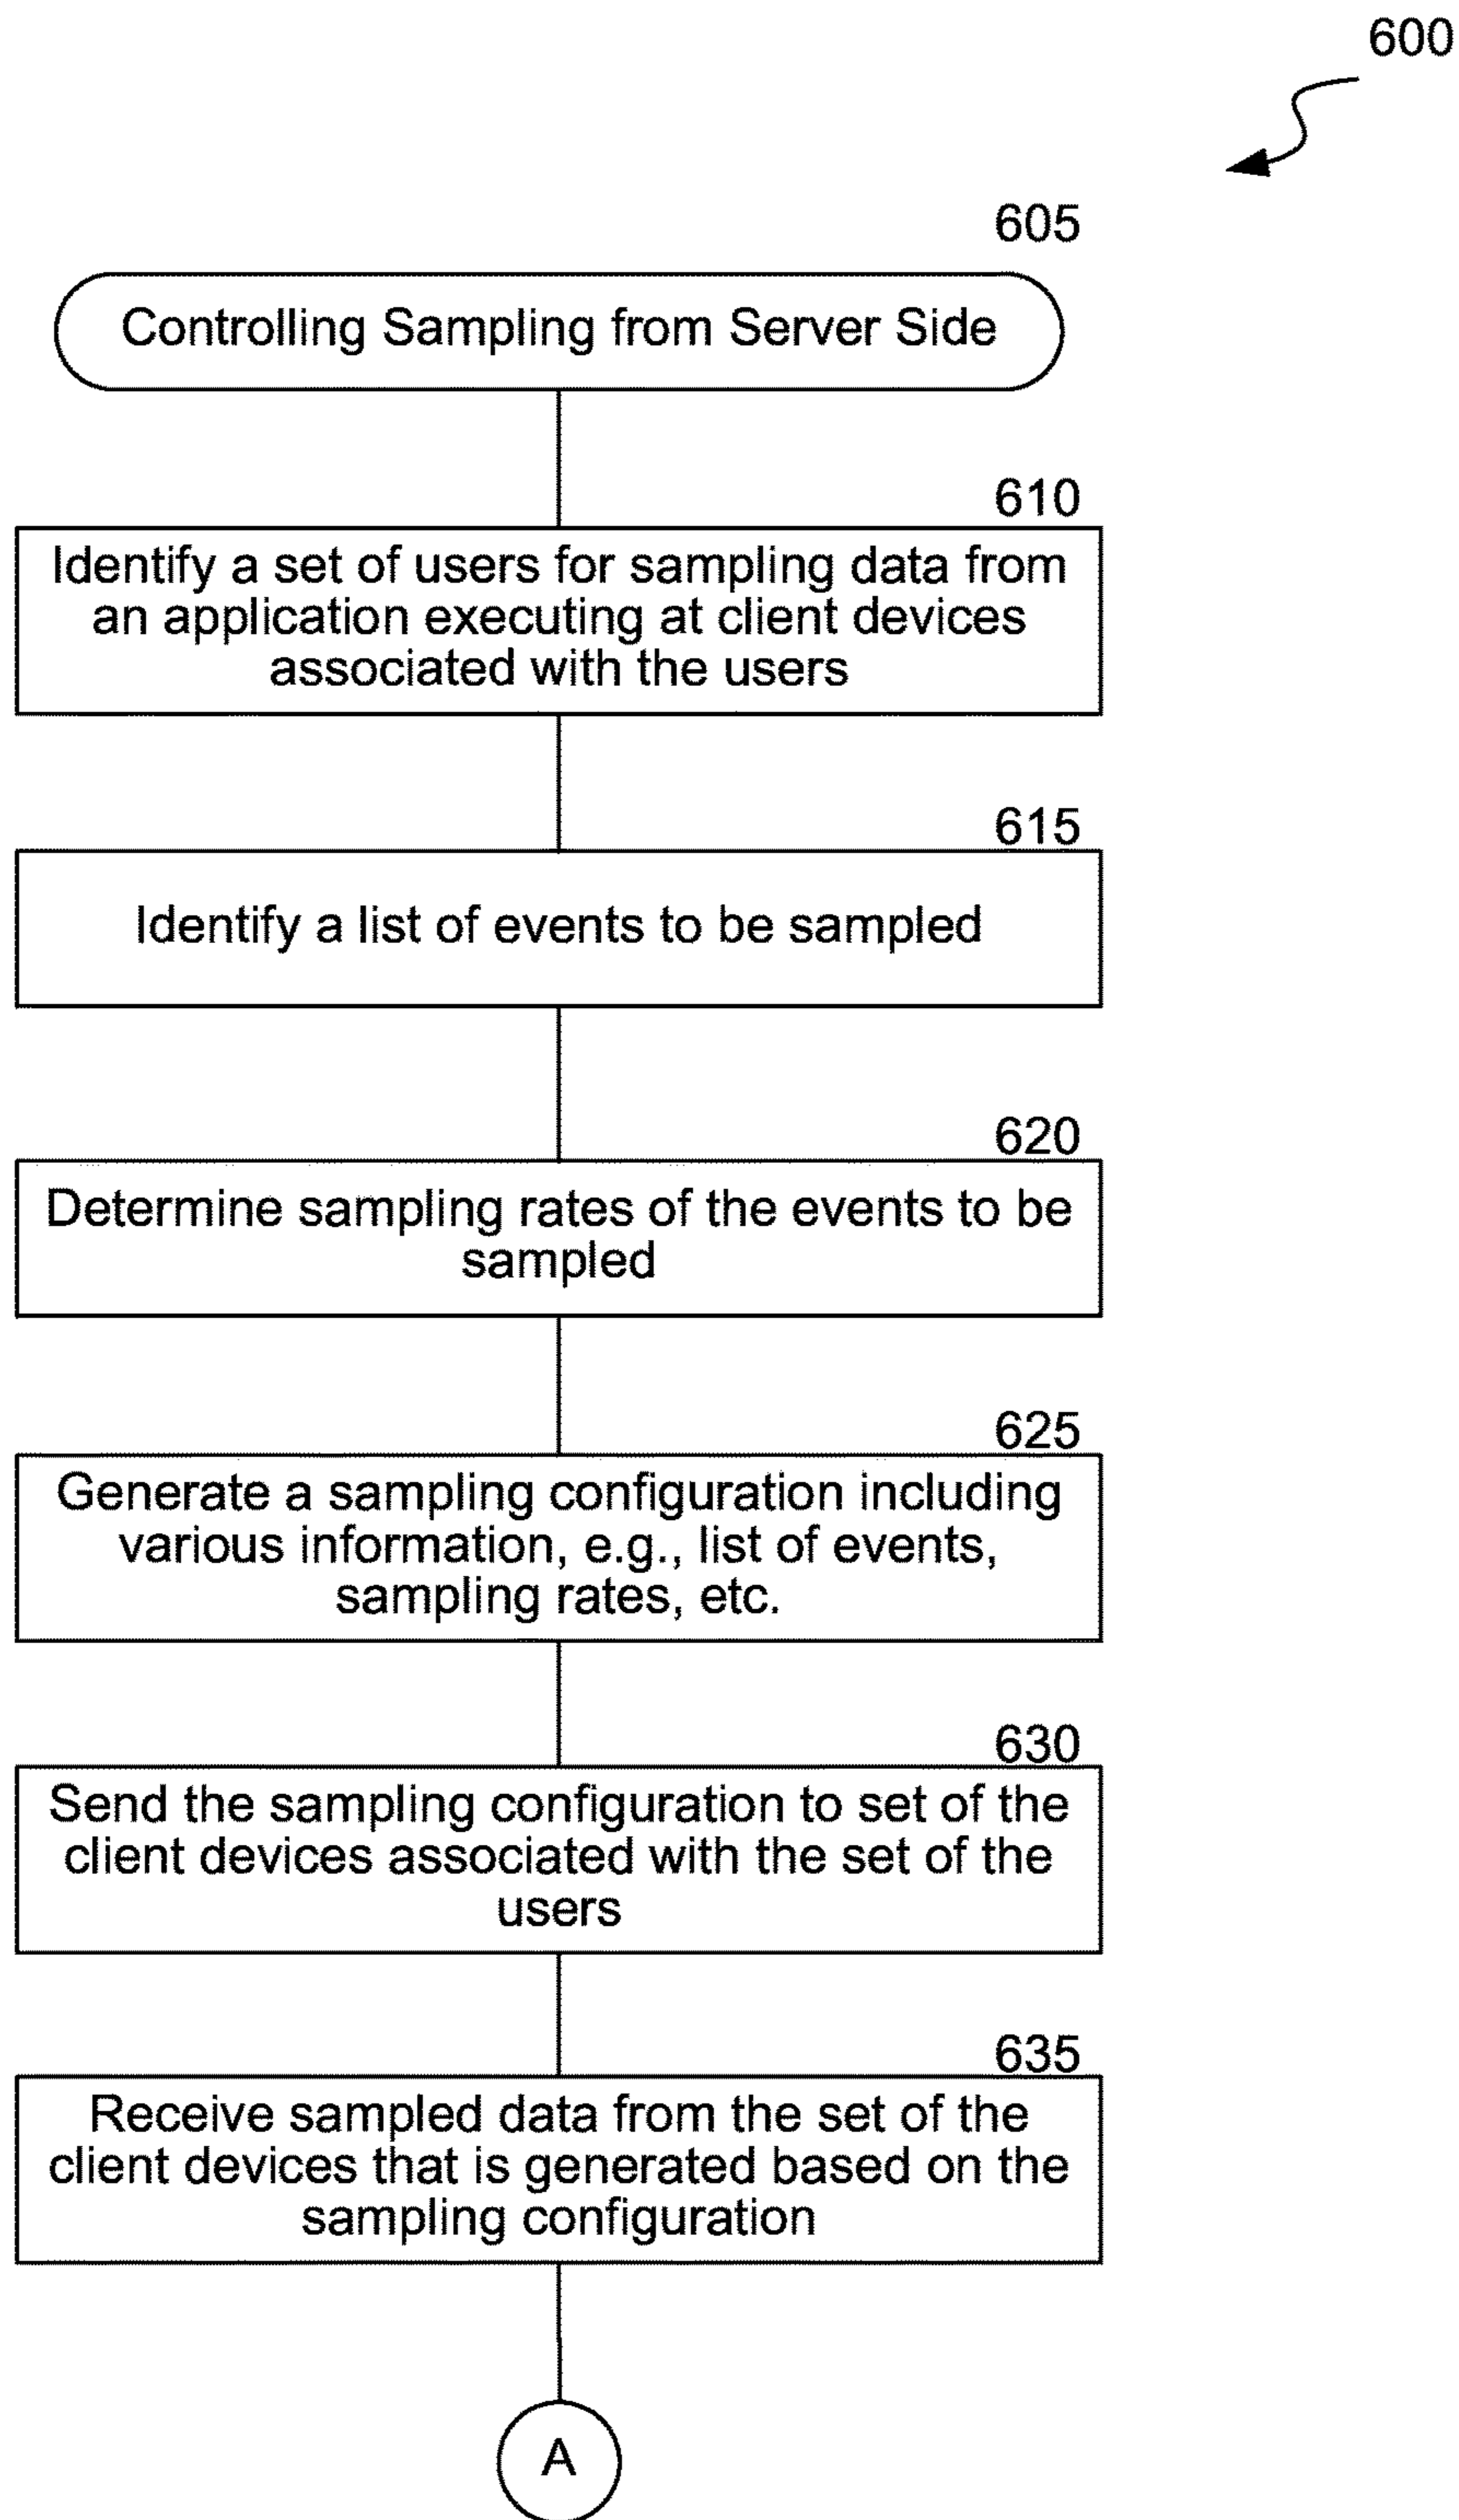 600
605
Controlling Sampling from Server Side
610
Identify a set of users for sampling data from
an application executing at client devices
associated with the users
615
Identify a list of events to be sampled
620
Determine sampling rates of the events to be
sampled
625
Generate a sampling configuration including
various information, e.g., list of events,
sampling rates, etc.
630
Send the sampling configuration to set of the
client devices associated with the set of the
users
635
Receive sampled data from the set of the
client devices that is generated based on the
sampling configuration
A